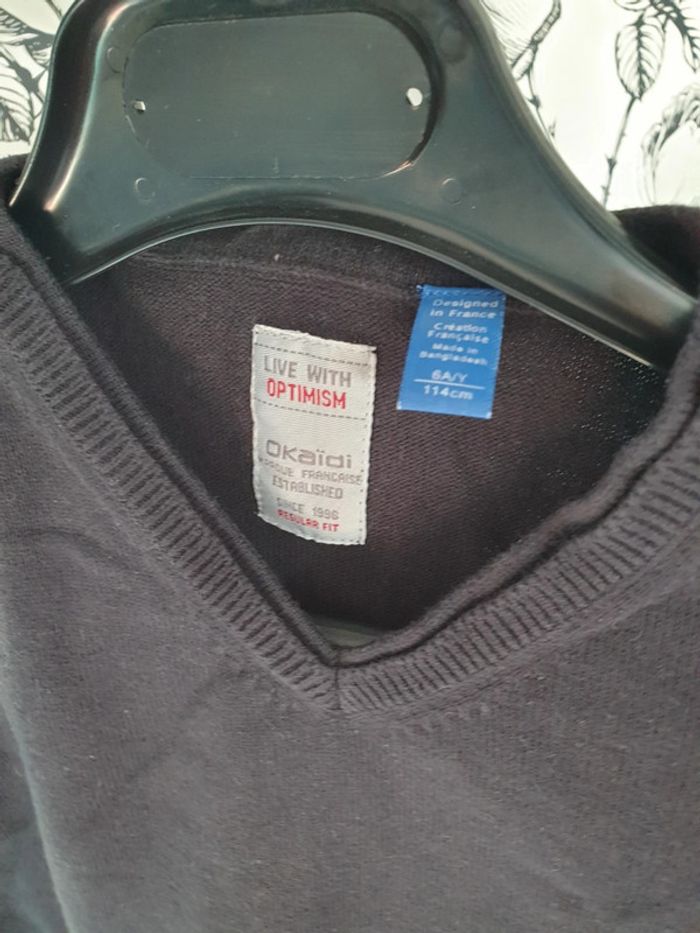 LIVE WITH
OPTIMISM
Okaïdi
MARQUE FRANÇAISE
ESTABLISHED
SINCE 1996
REGULAR FIT
Designed
in France
Création
Française
Made in
Bangladesh
6A/Y
114cm